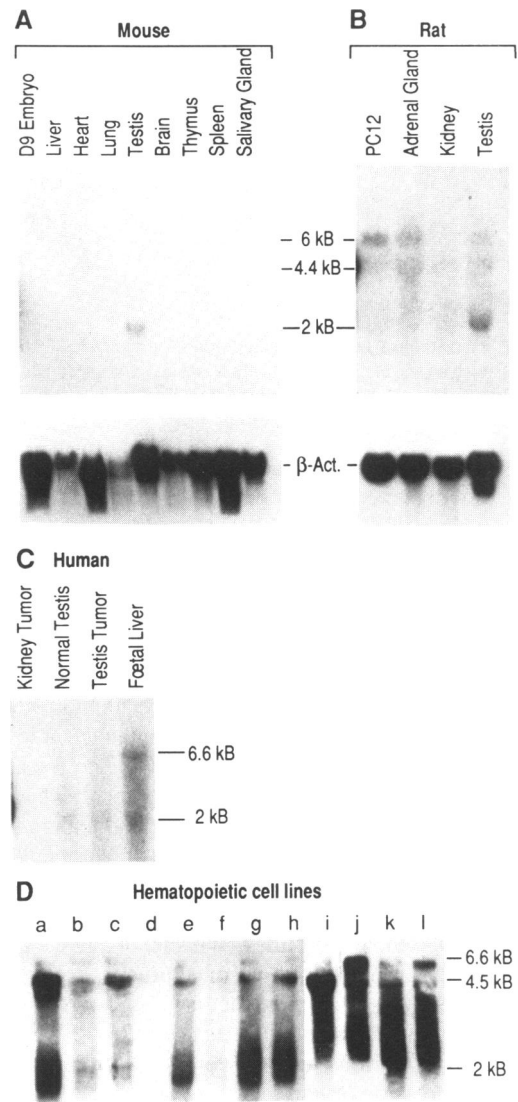 A B
Mouse Rat
D9 Embryo
Liver
Heart
Lung
Testis
Brain
Thymus
Spleen
Salivary Gland
PC12
Adrenal Gland
Kidney
Testis
– 6 kB –
–4.4 kB–
—2 kB—
- β-Act. -
C Human
Kidney Tumor
Normal Testis
Testis Tumor
Fœtal Liver
—6.6 kB
— 2 kB
D Hematopoietic cell lines
a b c d e f g h i j k l
– 6.6 kB
– 4.5 kB
– 2 kB